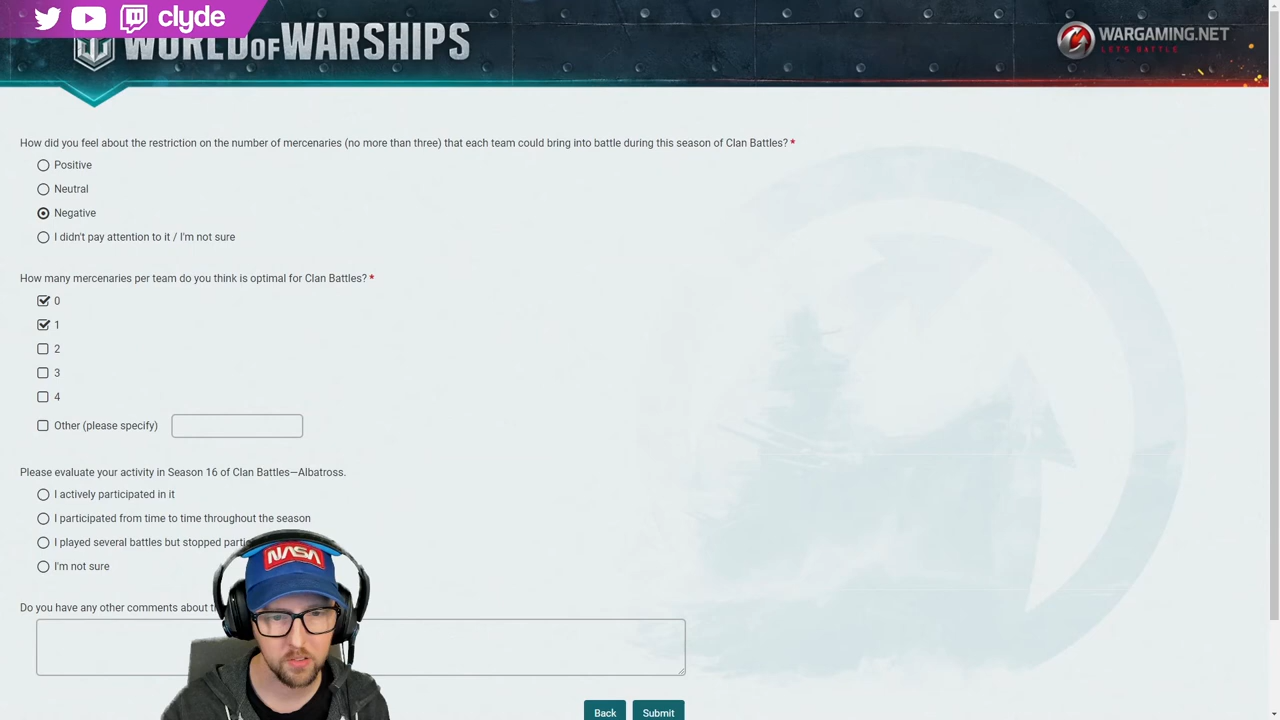 clyde
WORLD OF WARSHIPS
WARGAMING.NET
LET'S BATTLE
How did you feel about the restriction on the number of mercenaries (no more than three) that each team could bring into battle during this season of Clan Battles? *
Positive
Neutral
Negative
I didn't pay attention to it / I'm not sure
How many mercenaries per team do you think is optimal for Clan Battles? *
0
1
2
3
4
Other (please specify)
Please evaluate your activity in Season 16 of Clan Battles—Albatross.
I actively participated in it
I participated from time to time throughout the season
I played several battles but stopped
I'm not sure
Do you have any other comments about
NASA
Back
Submit